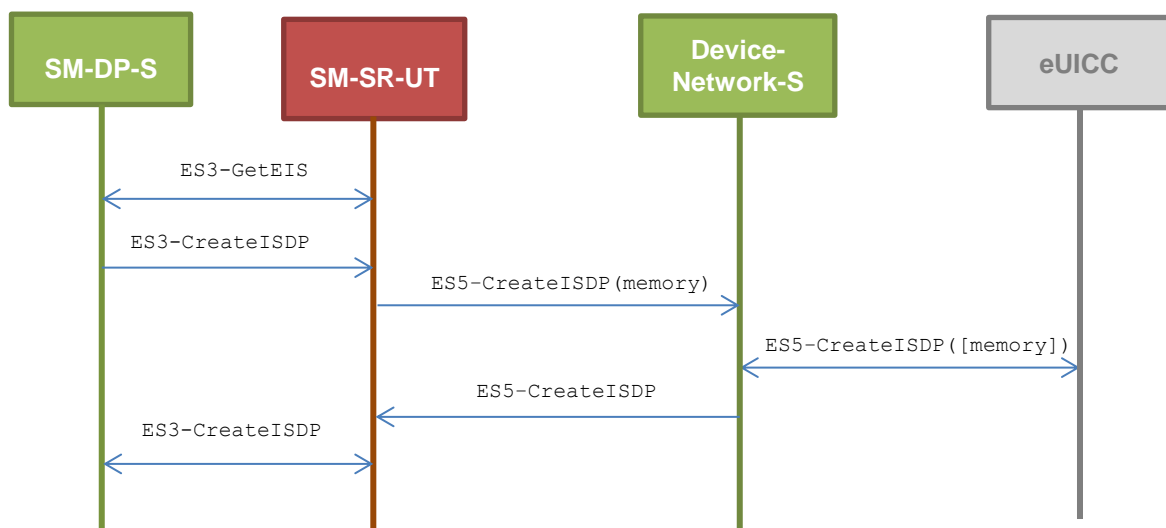 SM-DP-S
SM-SR-UT
Device-
Network-S
eUICC
ES3-GetEIS
ES3-CreateISDP
ES5-CreateISDP(memory)
ES5-CreateISDP([memory])
ES5-CreateISDP
ES3-CreateISDP